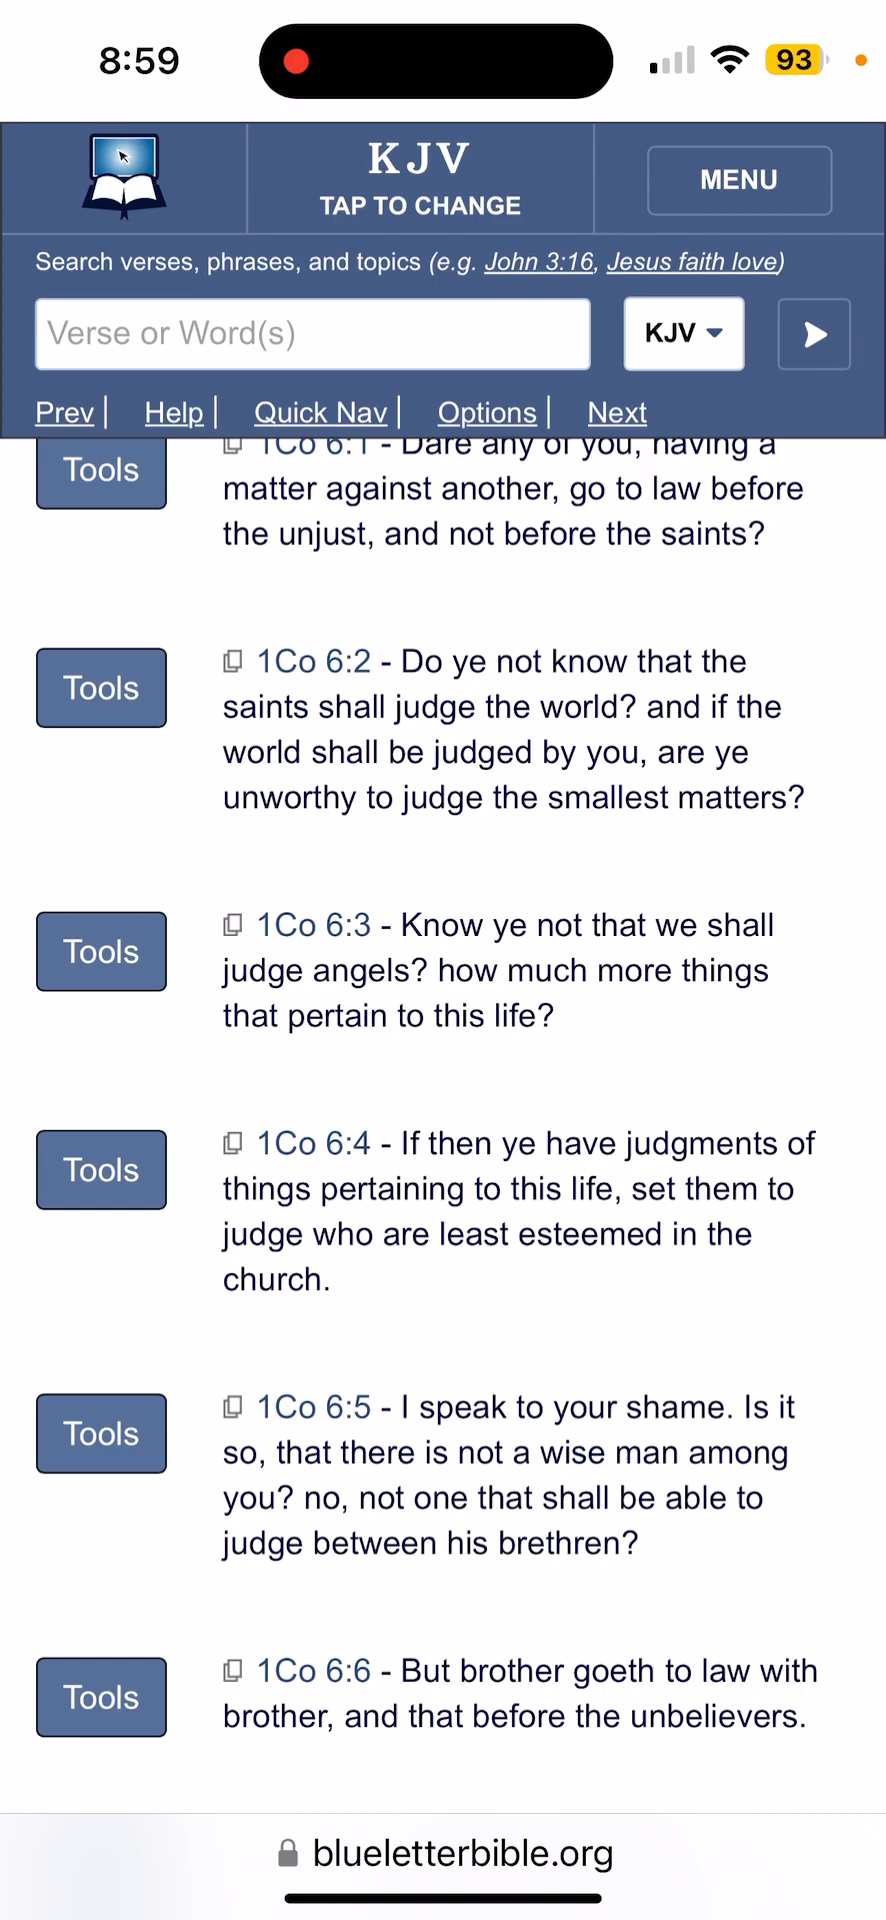 8:59
93
KJV
TAP TO CHANGE
MENU
Search verses, phrases, and topics (e.g. John 3:16, Jesus faith love)
Verse or Word(s)
KJV
Prev | Help | Quick Nav | Options | Next
Tools
1Co 6:1 - Dare any of you, having a
matter against another, go to law before
the unjust, and not before the saints?
Tools
1Co 6:2 - Do ye not know that the
saints shall judge the world? and if the
world shall be judged by you, are ye
unworthy to judge the smallest matters?
Tools
1Co 6:3 - Know ye not that we shall
judge angels? how much more things
that pertain to this life?
Tools
1Co 6:4 - If then ye have judgments of
things pertaining to this life, set them to
judge who are least esteemed in the
church.
Tools
1Co 6:5 - I speak to your shame. Is it
so, that there is not a wise man among
you? no, not one that shall be able to
judge between his brethren?
Tools
1Co 6:6 - But brother goeth to law with
brother, and that before the unbelievers.
blueletterbible.org